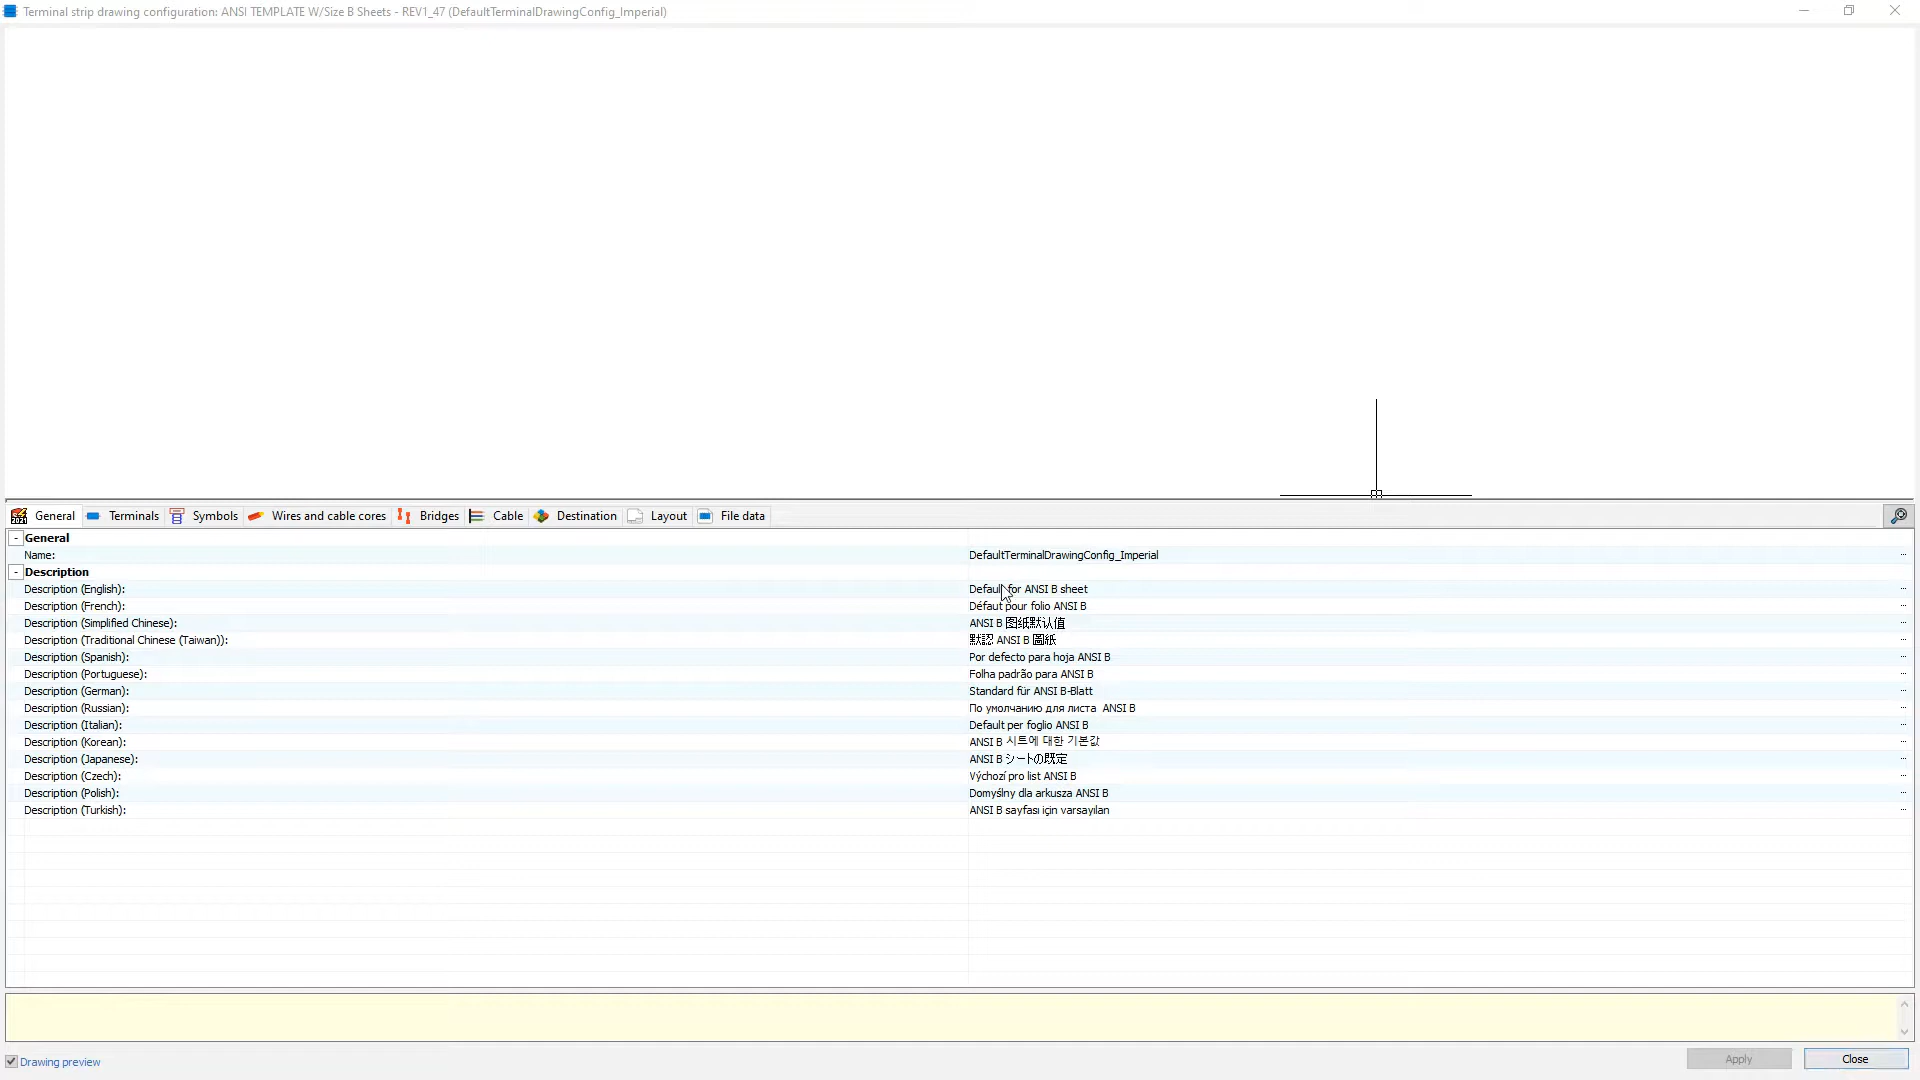 Terminal strip drawing configuration: ANSI TEMPLATE W/Size B Sheets - REV1_47 (DefaultTerminalDrawingConfig_Imperial)
General Terminals Symbols Wires and cable cores Bridges Cable Destination Layout File data
General
Name: DefaultTerminalDrawingConfig_Imperial
Description
Description (English): Default for ANSI B sheet
Description (French): Défaut pour folio ANSI B
Description (Simplified Chinese): ANSI B 图纸默认值
Description (Traditional Chinese (Taiwan)): 默認 ANSI B 圖紙
Description (Spanish): Por defecto para hoja ANSI B
Description (Portuguese): Folha padrão para ANSI B
Description (German): Standard für ANSI B-Blatt
Description (Russian): По умолчанию для листа ANSI B
Description (Italian): Default per foglio ANSI B
Description (Korean): ANSI B 시트에 대한 기본값
Description (Japanese): ANSI B シートの既定
Description (Czech): Výchozí pro list ANSI B
Description (Polish): Domyślny dla arkusza ANSI B
Description (Turkish): ANSI B sayfası için varsayılan
Drawing preview
Apply Close